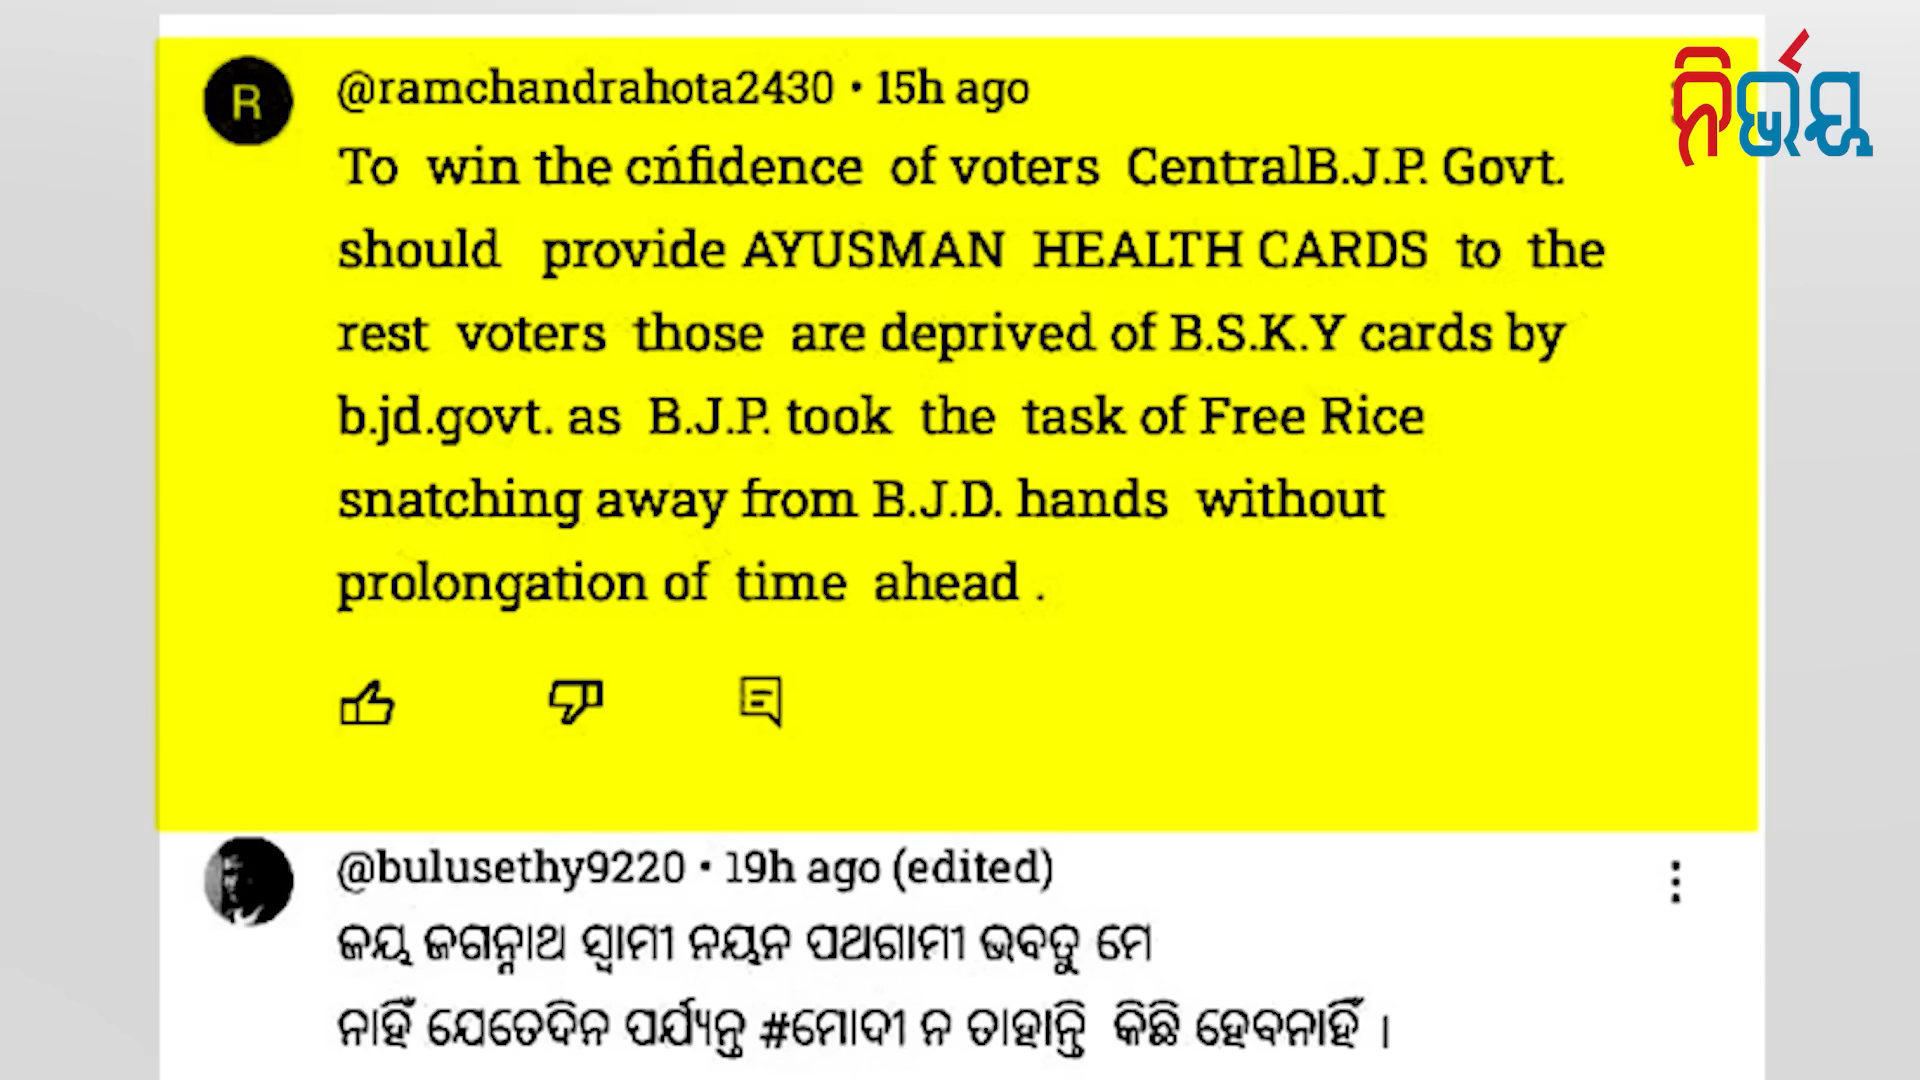 ନିର୍ଭୟ
R
@ramchandrahota2430 • 15h ago
To win the cńfidence of voters CentralB.J.P. Govt.
should provide AYUSMAN HEALTH CARDS to the
rest voters those are deprived of B.S.K.Y cards by
b.jd.govt. as B.J.P. took the task of Free Rice
snatching away from B.J.D. hands without
prolongation of time ahead .
@bulusethy9220 • 19h ago (edited)
ଜୟ ଜଗନ୍ନାଥ ସ୍ୱାମୀ ନୟନ ପଥଗାମୀ ଭବତୁ ମେ
ନାହିଁ ଯେତେଦିନ ପର୍ଯ୍ୟନ୍ତ #ମୋଦୀ ନ ଚାହାନ୍ତି କିଛି ହେବନାହିଁ ।